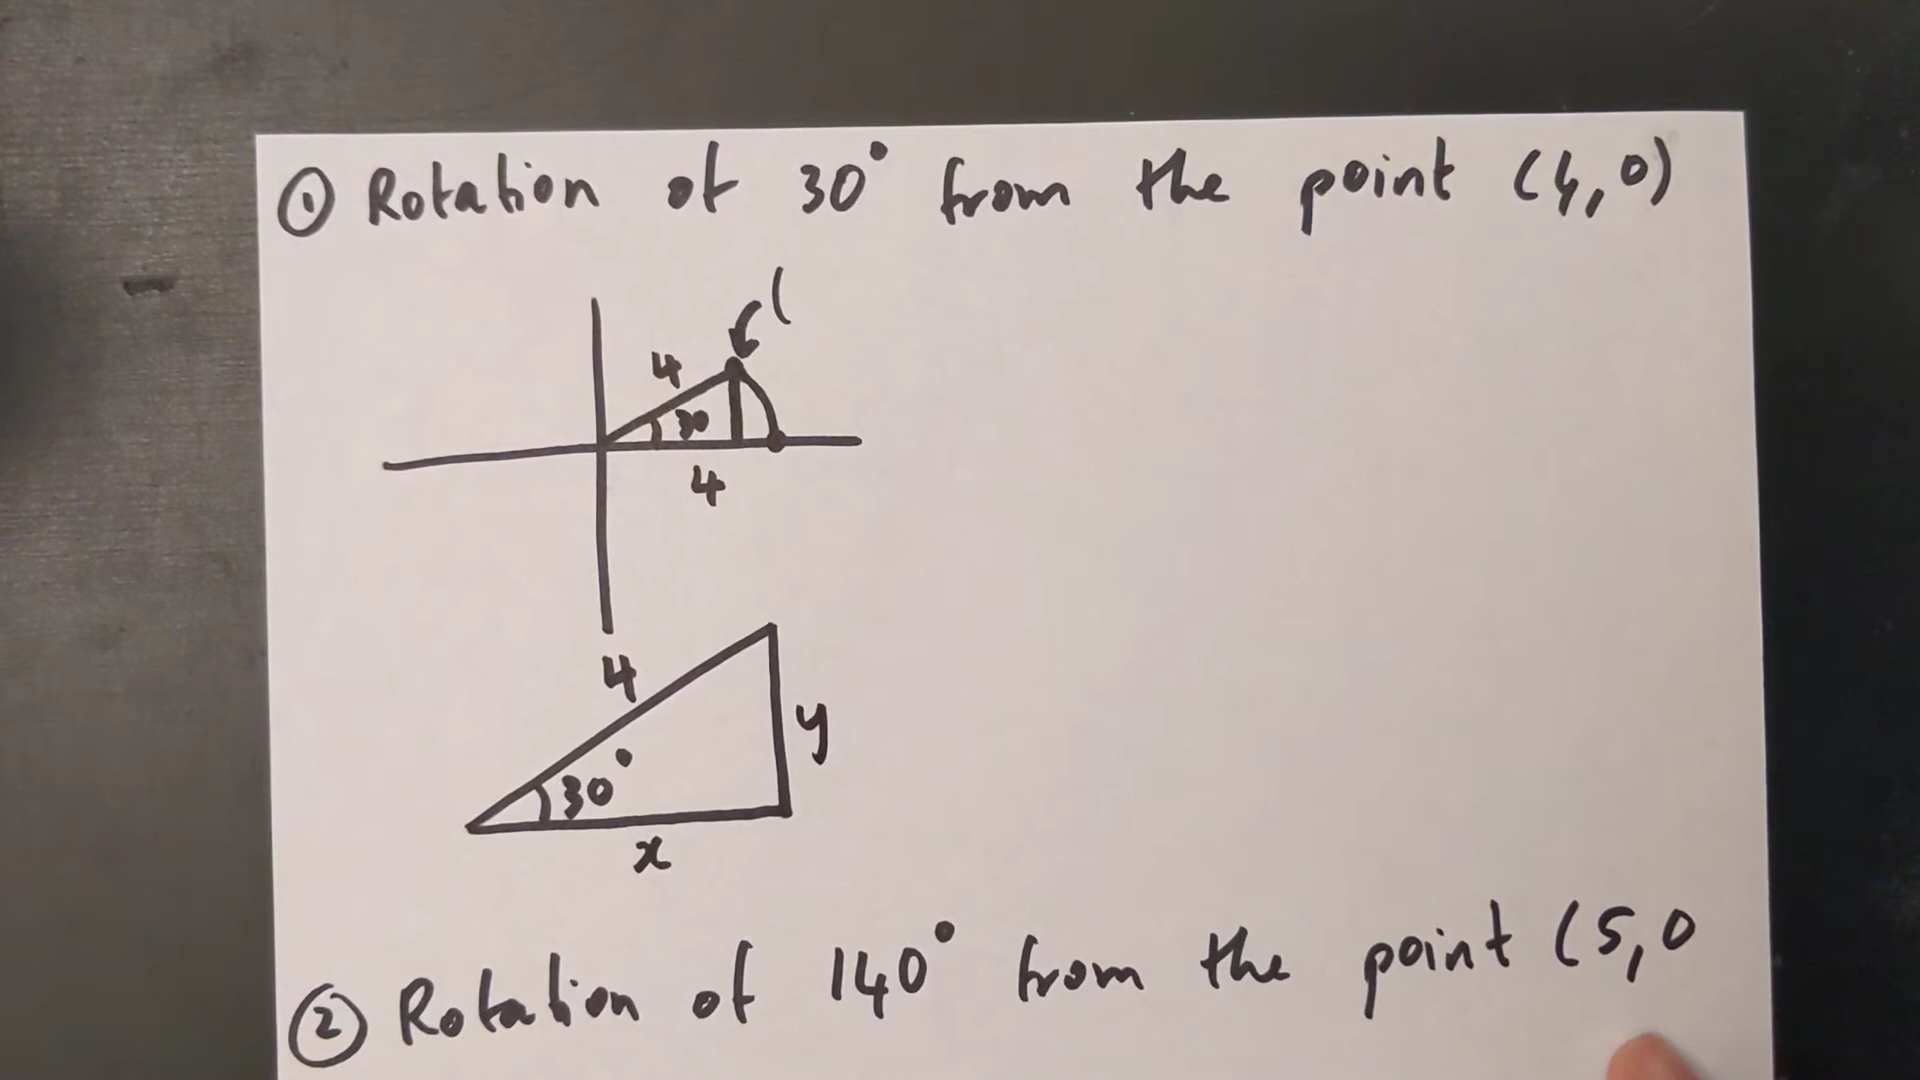 ① Rotation of 30° from the point (4,0)
(
4
30
4
4
30°
y
x
② Rotation of 140° from the point (5,0